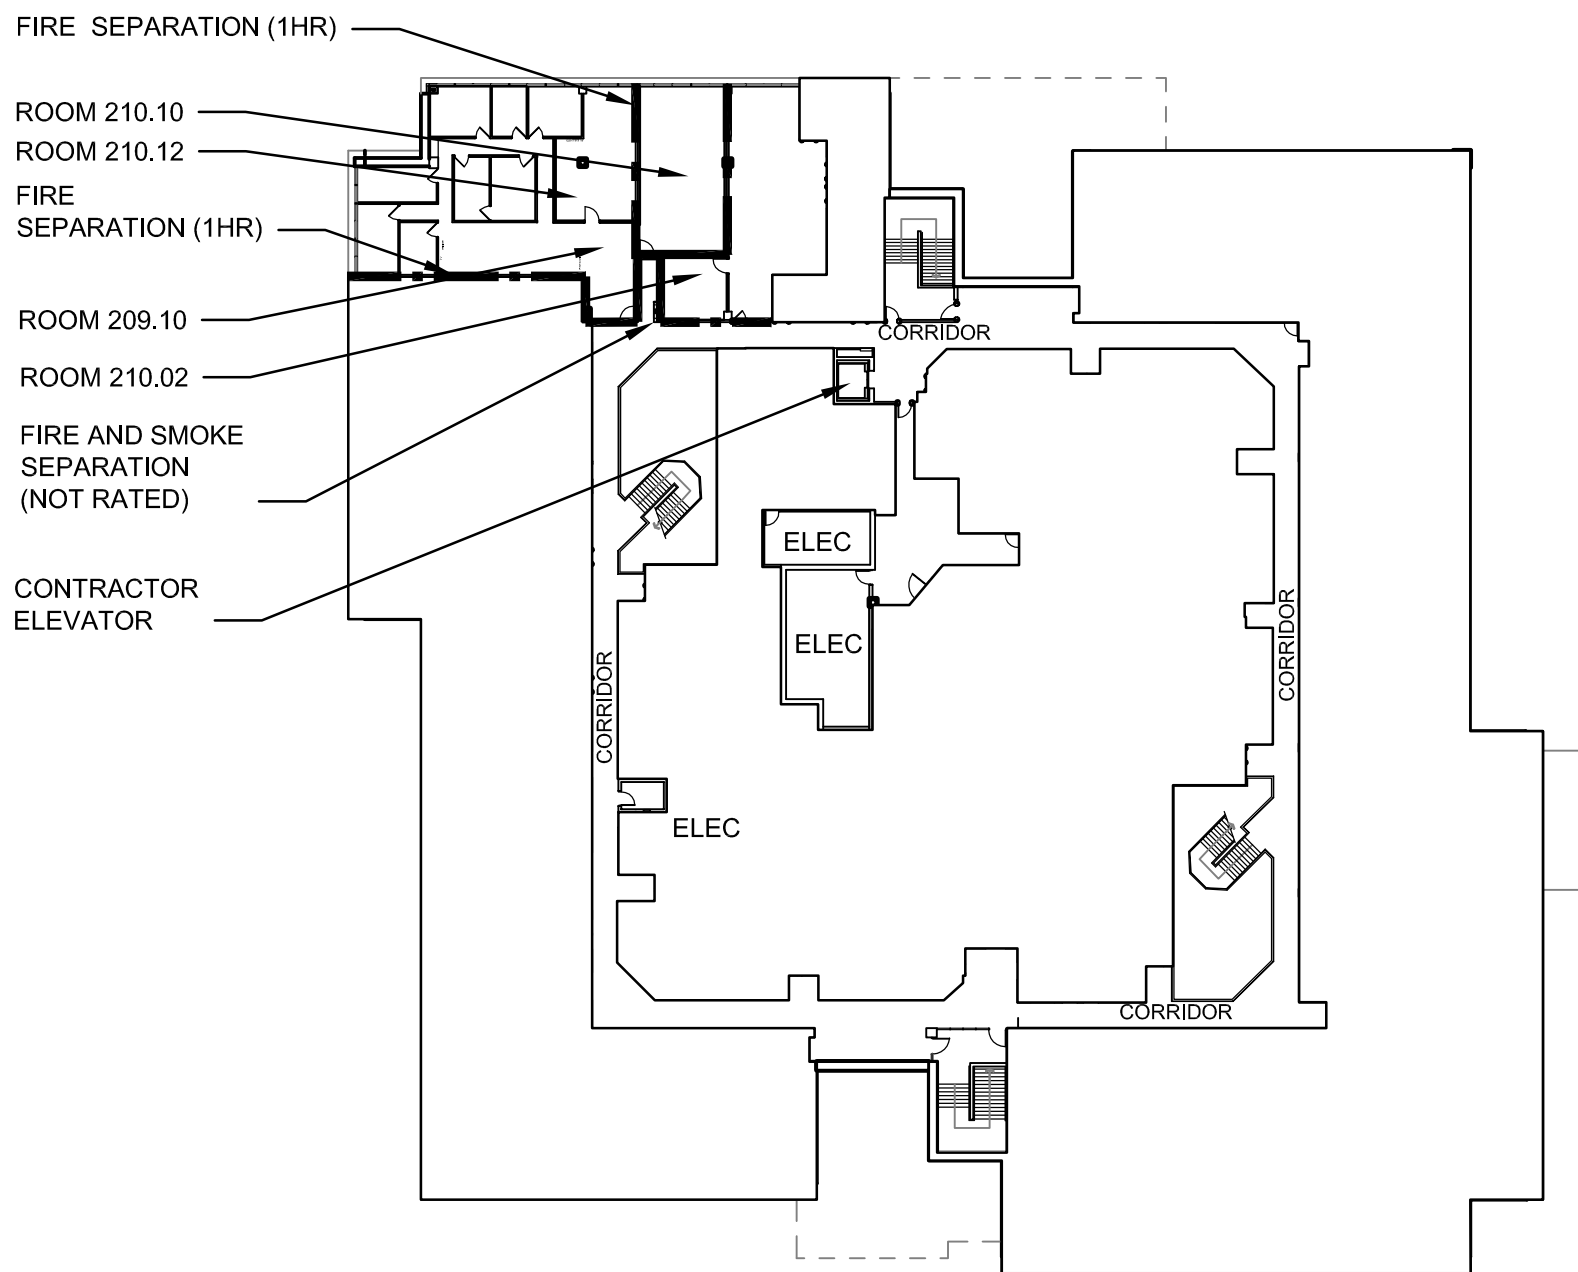 FIRE SEPARATION (1HR)
ROOM 210.10
ROOM 210.12
FIRE
SEPARATION (1HR)
ROOM 209.10
ROOM 210.02
FIRE AND SMOKE
SEPARATION
(NOT RATED)
CONTRACTOR
ELEVATOR
CORRIDOR
ELEC
ELEC
CORRIDOR
CORRIDOR
ELEC
CORRIDOR